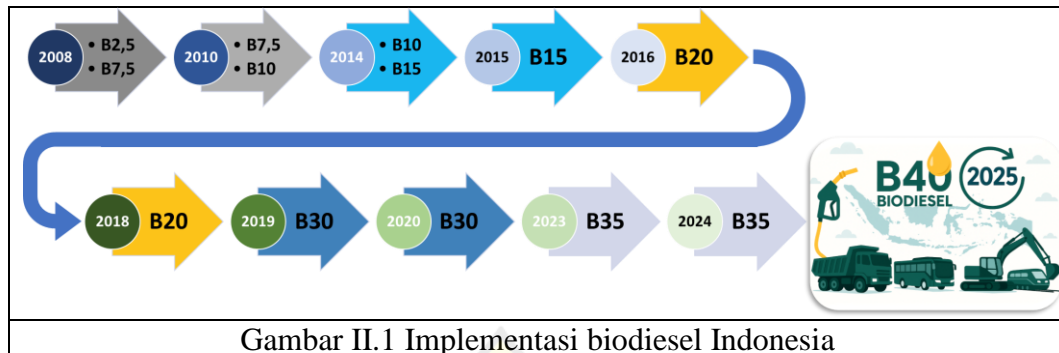 2008
• B2,5
• B7,5
2010
• B7,5
• B10
2014
• B10
• B15
2015
B15
2016
B20
2018
B20
2019
B30
2020
B30
2023
B35
2024
B35
B40
BIODIESEL
2025
Gambar II.1 Implementasi biodiesel Indonesia